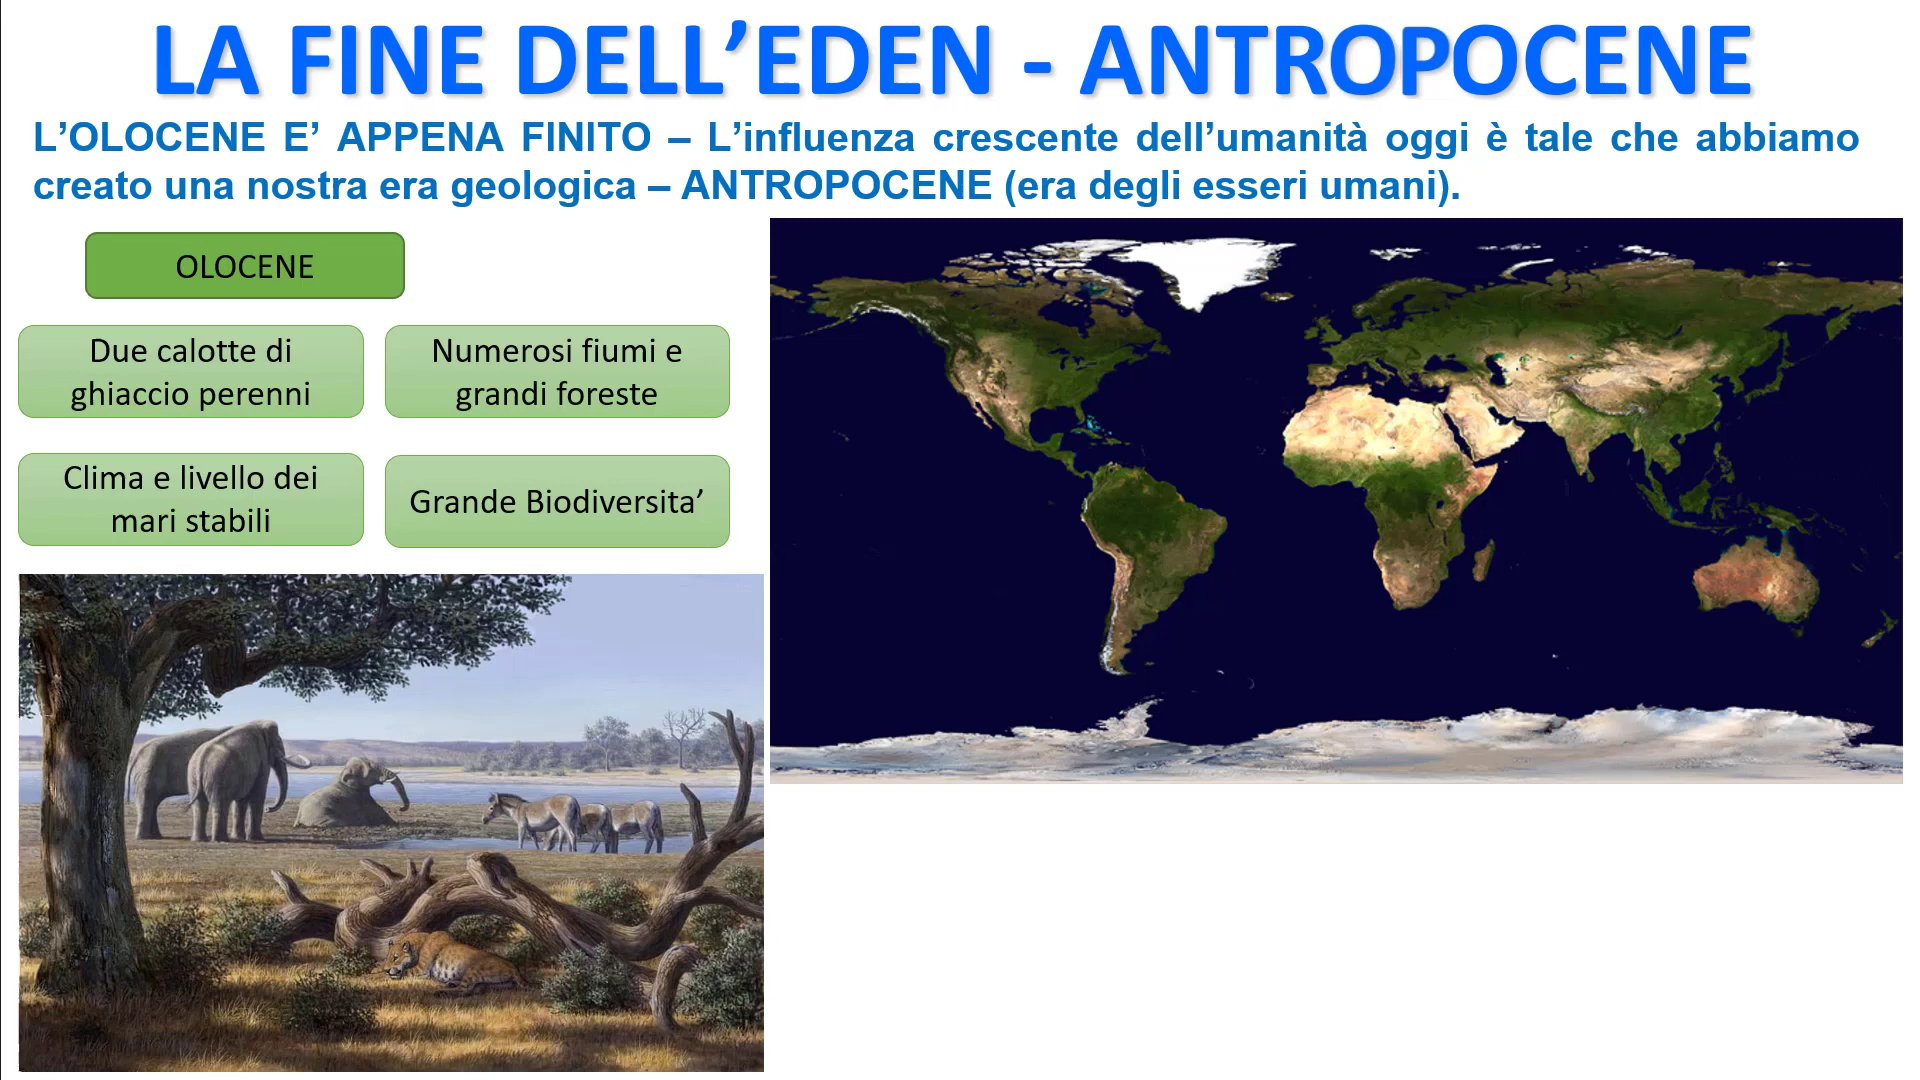 LA FINE DELL’EDEN - ANTROPOCENE
L’OLOCENE E’ APPENA FINITO – L’influenza crescente dell’umanità oggi è tale che abbiamo
creato una nostra era geologica – ANTROPOCENE (era degli esseri umani).
OLOCENE
Due calotte di
ghiaccio perenni
Numerosi fiumi e
grandi foreste
Clima e livello dei
mari stabili
Grande Biodiversita’